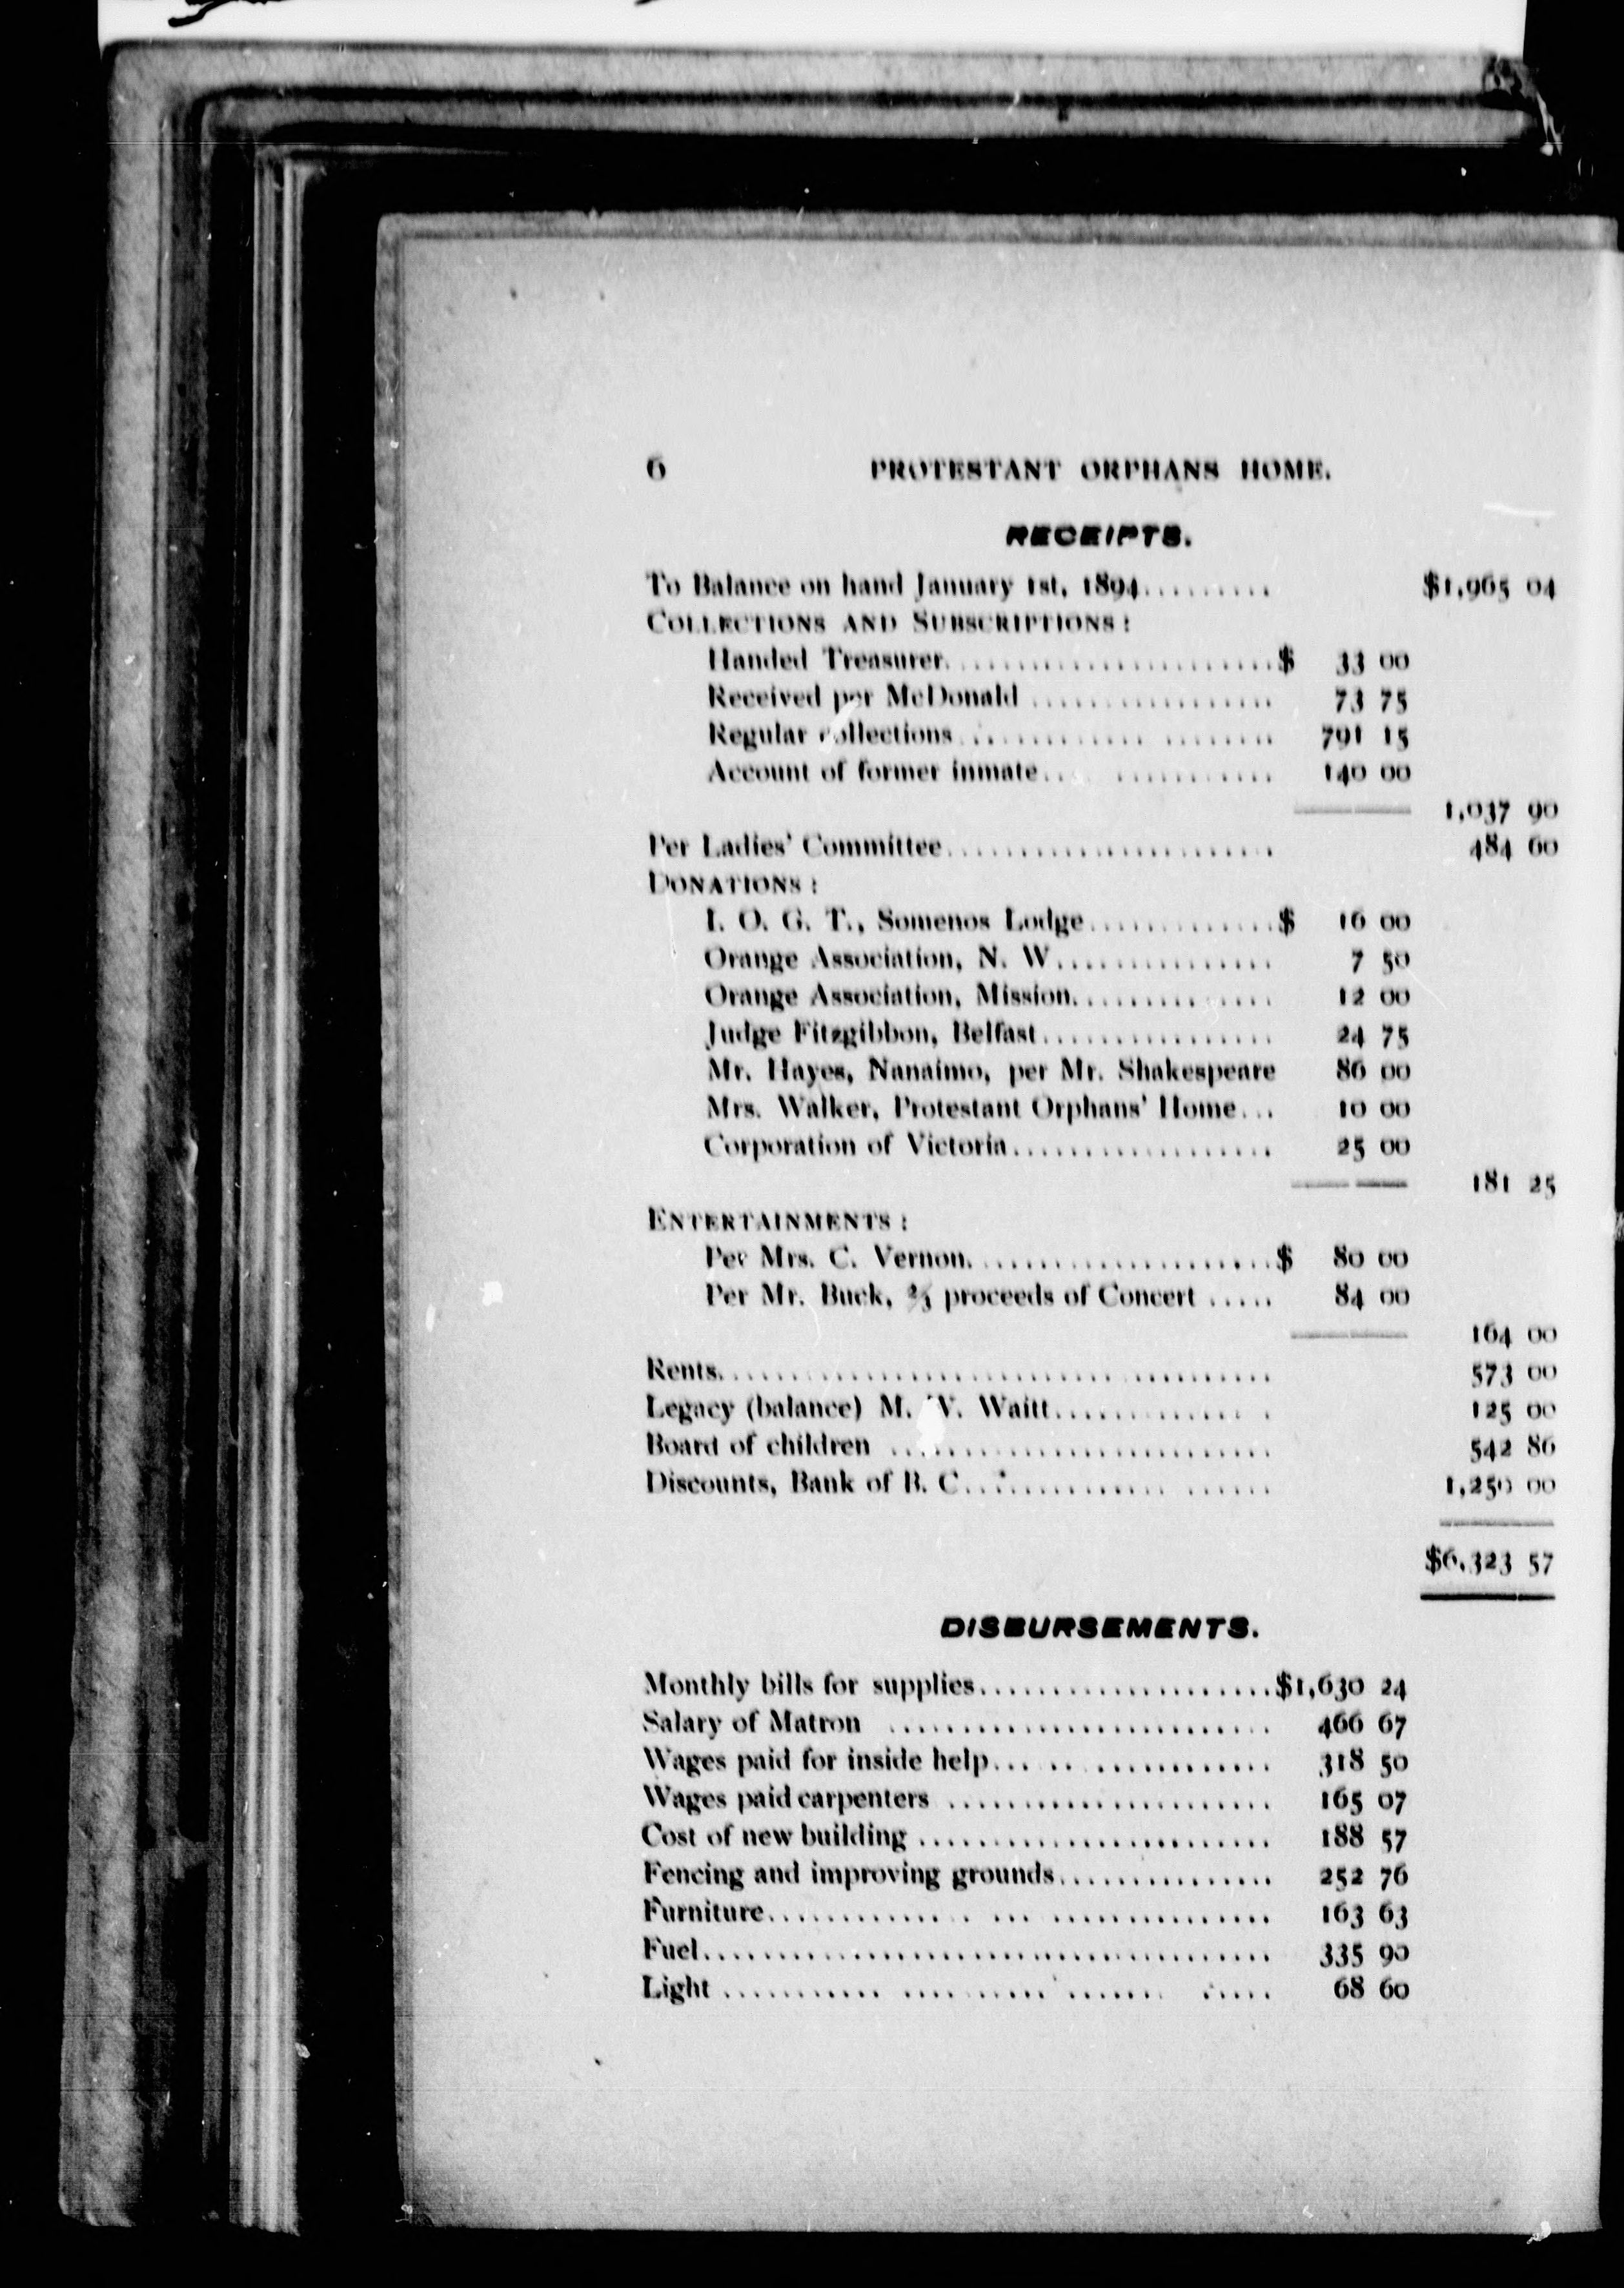 6 PROTESTANT ORPHANS HOME.
RECEIPTS.
To Balance on hand January 1st, 1894......... $1,965 04
COLLECTIONS AND SUBSCRIPTIONS:
Handed Treasurer.......................$ 33 00
Received per McDonald ................. 73 75
Regular collections..................... 791 15
Account of former inmate............... 140 00
1,037 90
Per Ladies' Committee....................... 484 60
DONATIONS:
I. O. G. T., Somenos Lodge.............$ 16 00
Orange Association, N. W............... 7 50
Orange Association, Mission.............. 12 00
Judge Fitzgibbon, Belfast................ 24 75
Mr. Hayes, Nanaimo, per Mr. Shakespeare 86 00
Mrs. Walker, Protestant Orphans' Home... 10 00
Corporation of Victoria.................. 25 00
181 25
ENTERTAINMENTS:
Per Mrs. C. Vernon.....................$ 80 00
Per Mr. Buck, ⅔ proceeds of Concert ..... 84 00
164 00
Rents...................................... 573 00
Legacy (balance) M. W. Waitt............... 125 00
Board of children .......................... 542 86
Discounts, Bank of B. C..................... 1,250 00
$6,323 57
DISBURSEMENTS.
Monthly bills for supplies....................$1,630 24
Salary of Matron .......................... 466 67
Wages paid for inside help................... 318 50
Wages paid carpenters ...................... 165 07
Cost of new building ........................ 188 57
Fencing and improving grounds............... 252 76
Furniture................................... 163 63
Fuel....................................... 335 90
Light ................................. 68 60